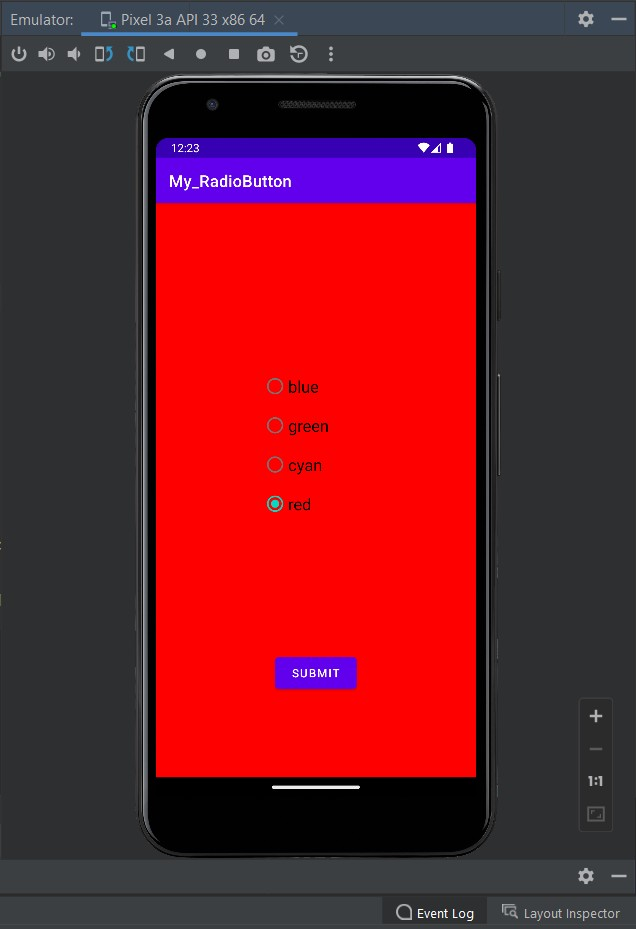 Emulator: Pixel 3a API 33 x86 64
12:23
My_RadioButton
blue
green
cyan
red
SUBMIT
1:1
Event Log Layout Inspector